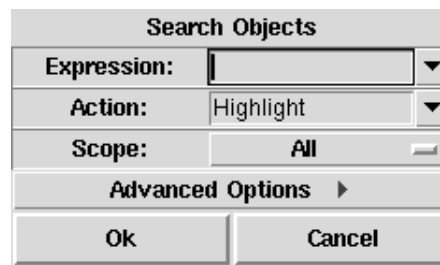 Search Objects
Expression:
Action: Highlight
Scope: All
Advanced Options
Ok Cancel